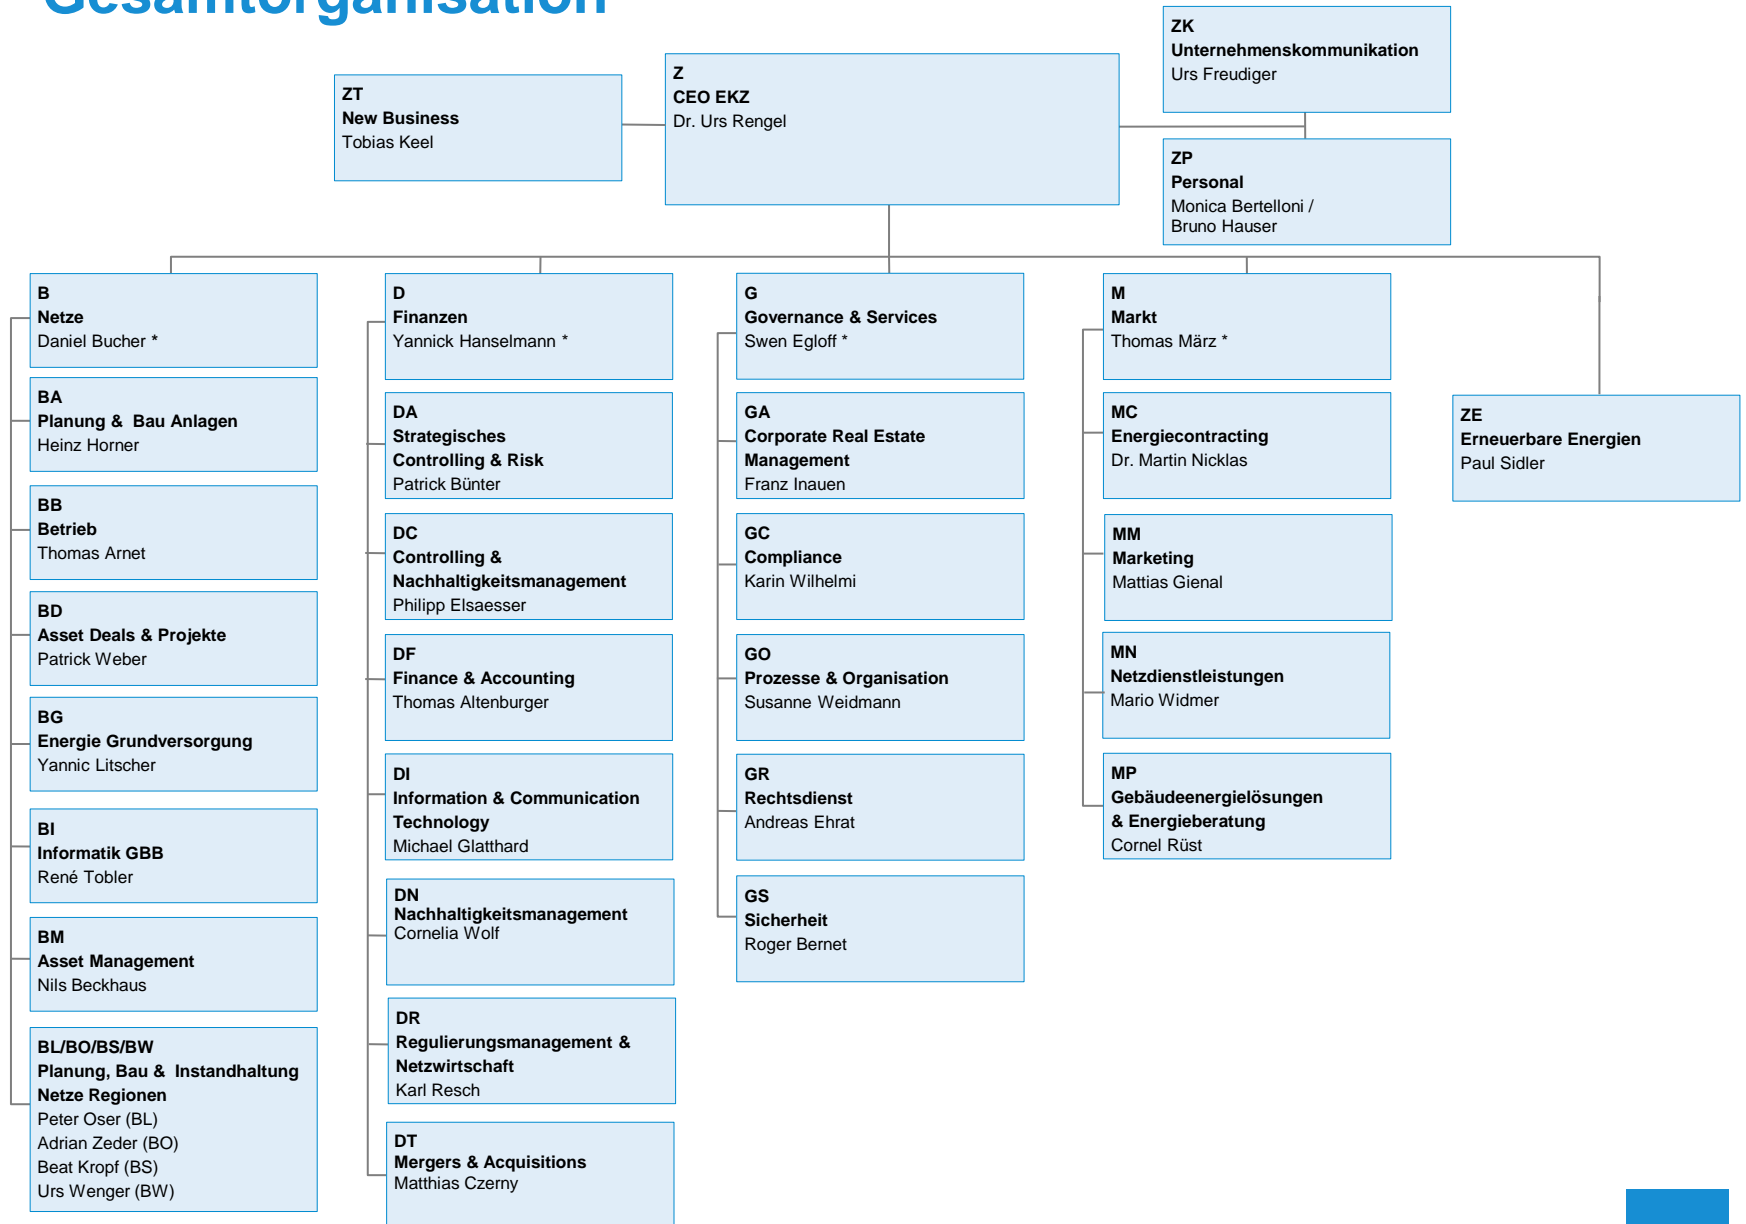 Gesamtorganisation
ZK
Unternehmenskommunikation
Urs Freudiger
Z
CEO EKZ
Dr. Urs Rengel
ZT
New Business
Tobias Keel
ZP
Personal
Monica Bertelloni /
Bruno Hauser
B
Netze
Daniel Bucher *
BA
Planung & Bau Anlagen
Heinz Horner
BB
Betrieb
Thomas Arnet
BD
Asset Deals & Projekte
Patrick Weber
BG
Energie Grundversorgung
Yannic Litscher
BI
Informatik GBB
René Tobler
BM
Asset Management
Nils Beckhaus
BL/BO/BS/BW
Planung, Bau & Instandhaltung
Netze Regionen
Peter Oser (BL)
Adrian Zeder (BO)
Beat Kropf (BS)
Urs Wenger (BW)
D
Finanzen
Yannick Hanselmann *
DA
Strategisches
Controlling & Risk
Patrick Bünter
DC
Controlling &
Nachhaltigkeitsmanagement
Philipp Elsaesser
DF
Finance & Accounting
Thomas Altenburger
DI
Information & Communication
Technology
Michael Glatthard
DN
Nachhaltigkeitsmanagement
Cornelia Wolf
DR
Regulierungsmanagement &
Netzwirtschaft
Karl Resch
DT
Mergers & Acquisitions
Matthias Czerny
G
Governance & Services
Swen Egloff *
GA
Corporate Real Estate
Management
Franz Inauen
GC
Compliance
Karin Wilhelmi
GO
Prozesse & Organisation
Susanne Weidmann
GR
Rechtsdienst
Andreas Ehrat
GS
Sicherheit
Roger Bernet
M
Markt
Thomas März *
MC
Energiecontracting
Dr. Martin Nicklas
MM
Marketing
Mattias Gienal
MN
Netzdienstleistungen
Mario Widmer
MP
Gebäudeenergielösungen
& Energieberatung
Cornel Rüst
ZE
Erneuerbare Energien
Paul Sidler